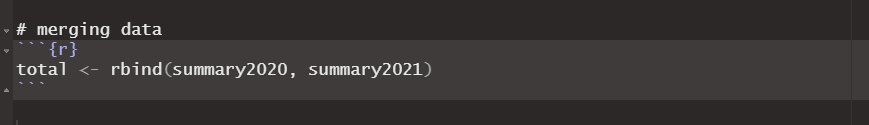 # merging data
```{r}
total <- rbind(summary2020, summary2021)
```